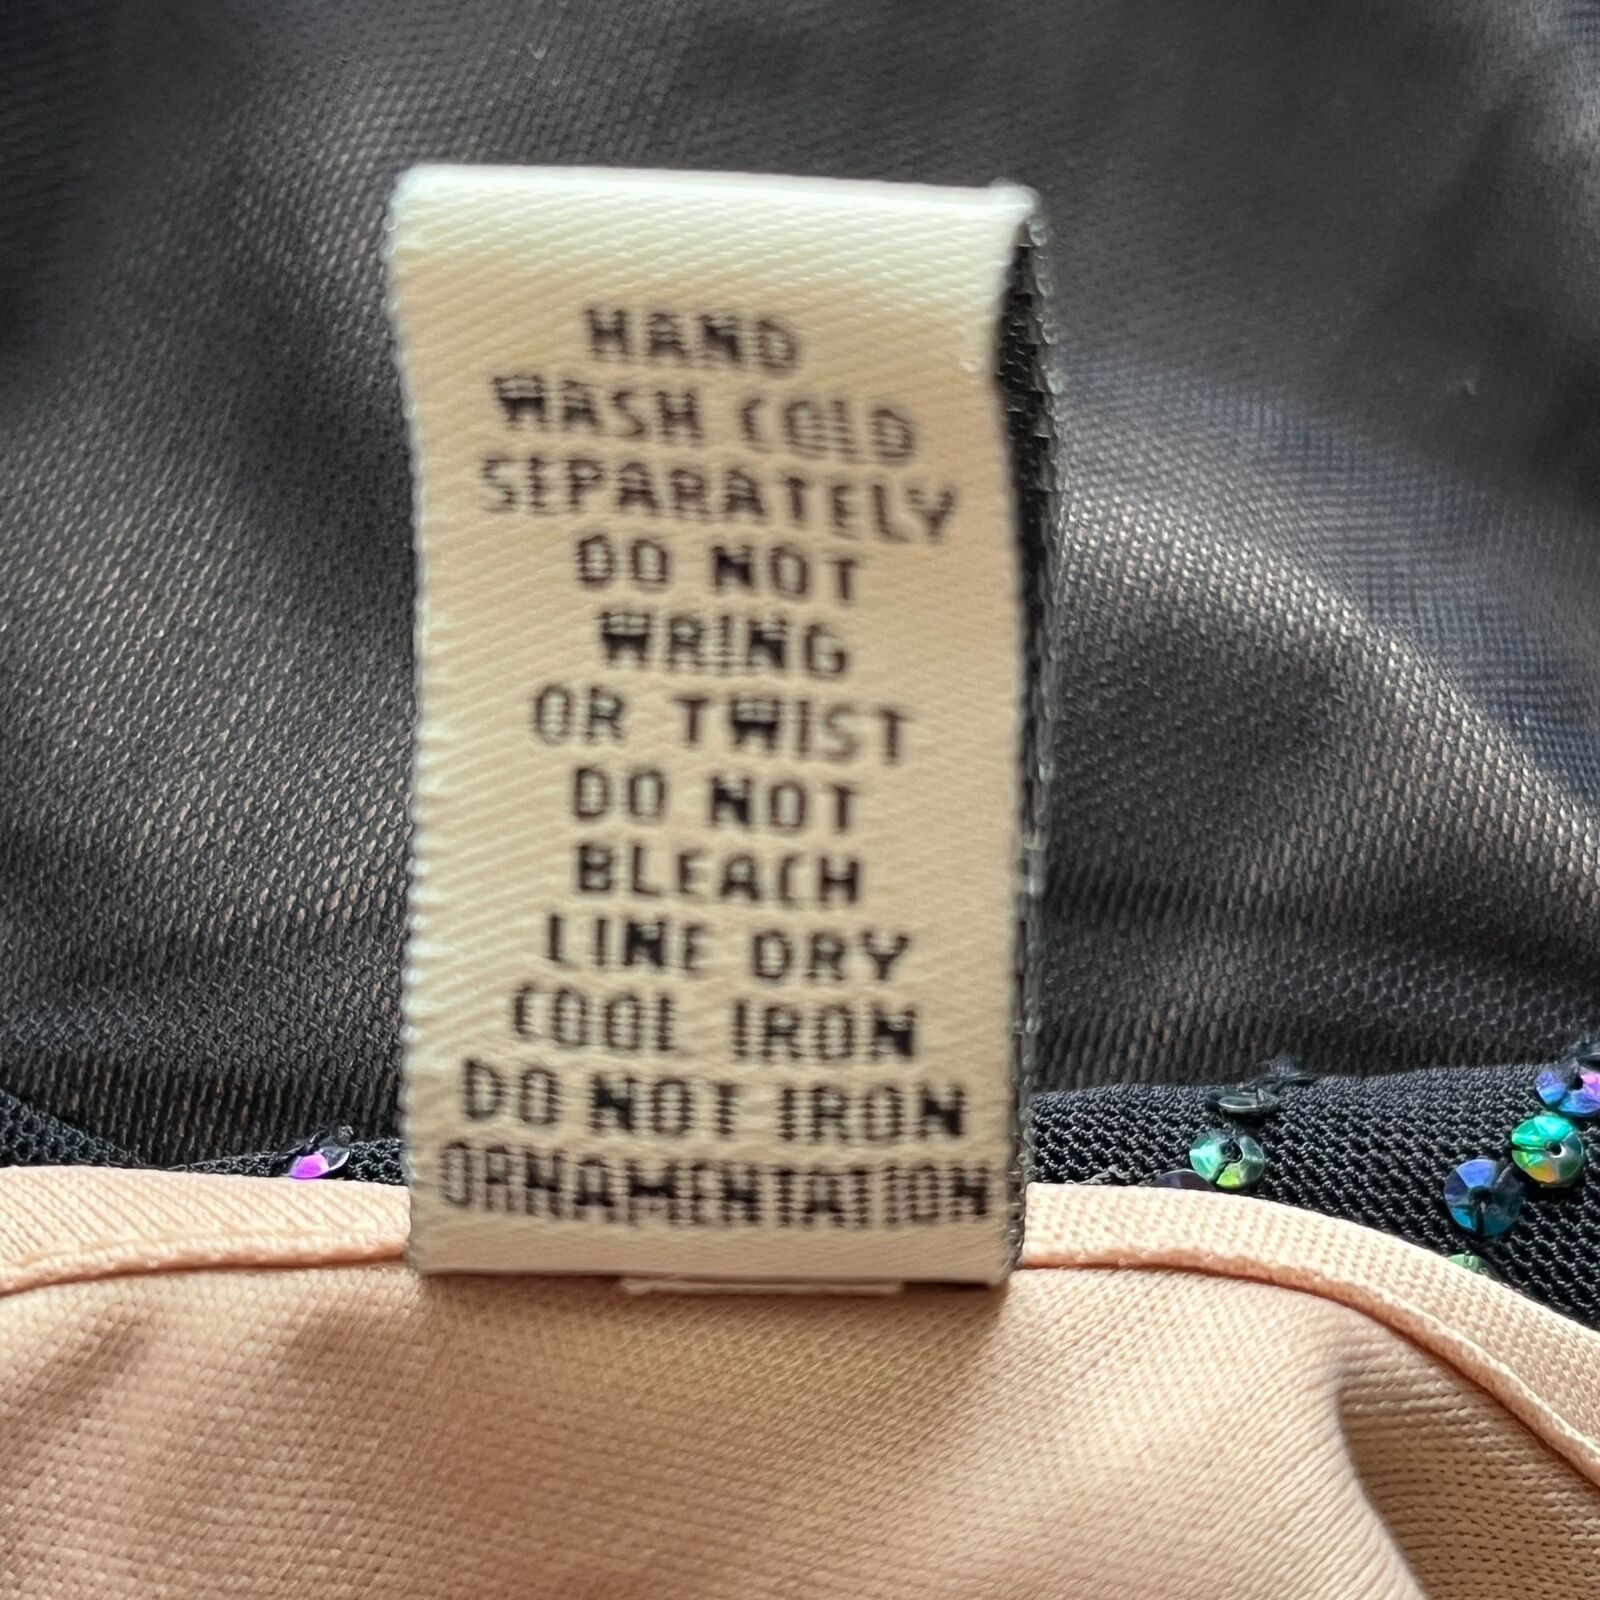 HAND
WASH COLD
SEPARATELY
DO NOT
WRING
OR TWIST
DO NOT
BLEACH
LINE DRY
COOL IRON
DO NOT IRON
ORNAMENTATION